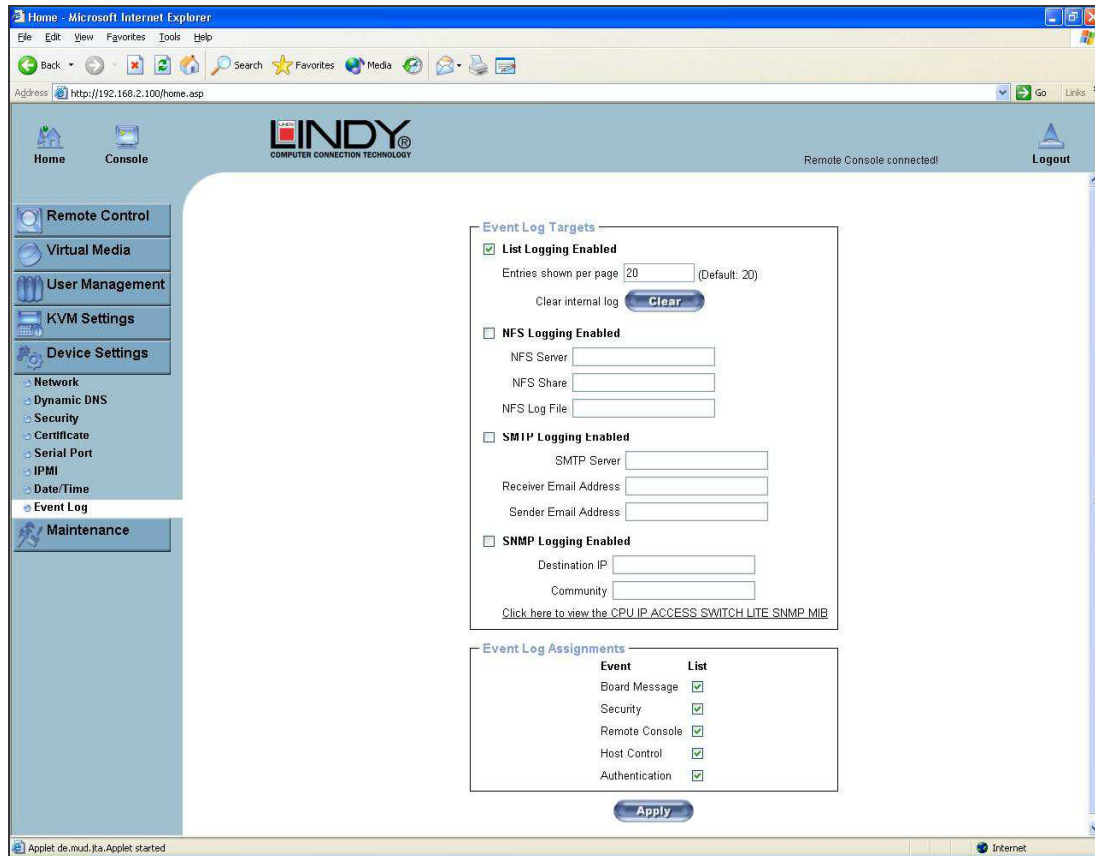 Home - Microsoft Internet Explorer
File Edit View Favorites Tools Help
Back Search Favorites Media
Address http://192.168.2.100/home.asp Go Links
Home Console
LINDY®
COMPUTER CONNECTION TECHNOLOGY
Remote Console connected!
Logout
Remote Control
Virtual Media
User Management
KVM Settings
Device Settings
Network
Dynamic DNS
Security
Certificate
Serial Port
IPMI
Date/Time
Event Log
Maintenance
Event Log Targets
List Logging Enabled
Entries shown per page 20 (Default: 20)
Clear internal log Clear
NFS Logging Enabled
NFS Server
NFS Share
NFS Log File
SMTP Logging Enabled
SMTP Server
Receiver Email Address
Sender Email Address
SNMP Logging Enabled
Destination IP
Community
Click here to view the CPU IP ACCESS SWITCH LITE SNMP MIB
Event Log Assignments
Event List
Board Message
Security
Remote Console
Host Control
Authentication
Apply
Applet de.mud.jta.Applet started Internet